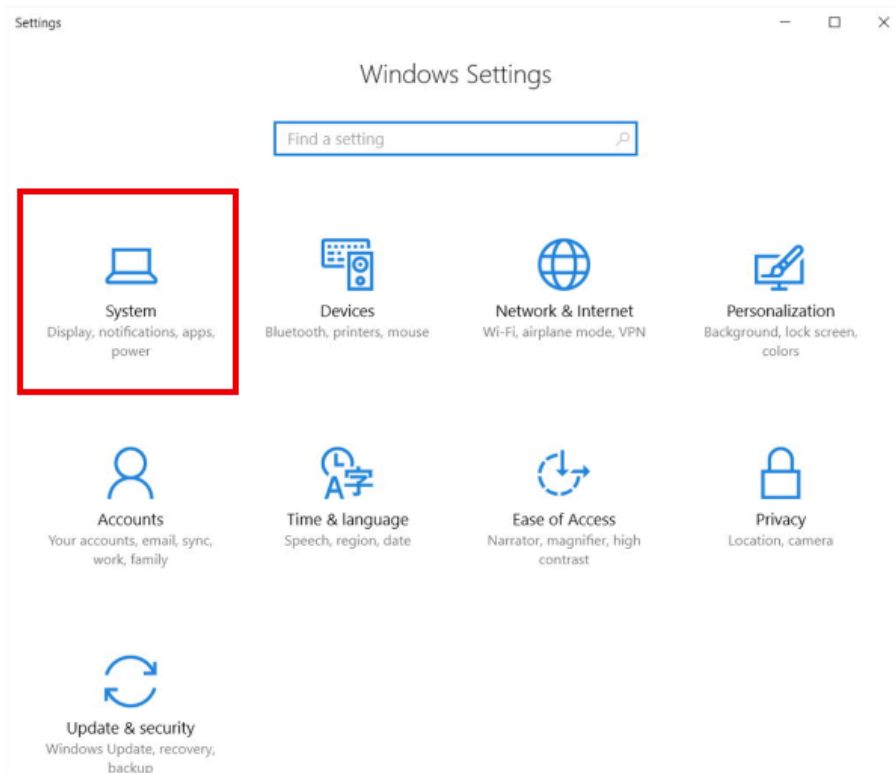 Settings
Windows Settings
Find a setting
System
Display, notifications, apps,
power
Devices
Bluetooth, printers, mouse
Network & Internet
Wi-Fi, airplane mode, VPN
Personalization
Background, lock screen,
colors
Accounts
Your accounts, email, sync,
work, family
Time & language
Speech, region, date
Ease of Access
Narrator, magnifier, high
contrast
Privacy
Location, camera
Update & security
Windows Update, recovery,
backup